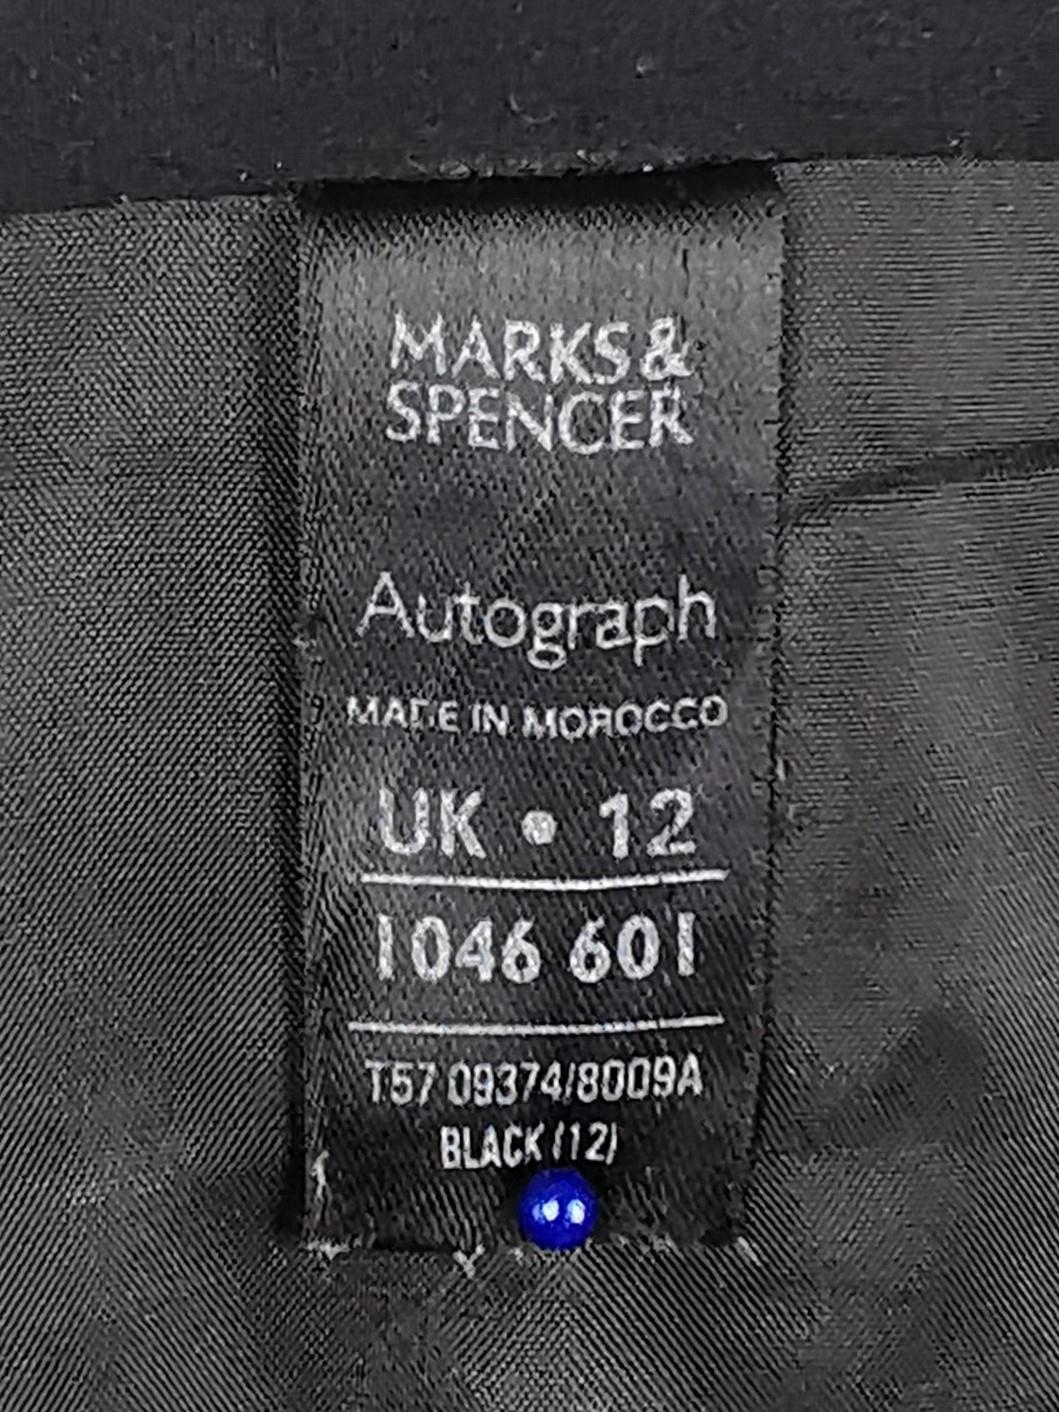 MARKS &
SPENCER
Autograph
MADE IN MOROCCO
UK • 12
1046 601
T57 09374/8009A
BLACK (12)